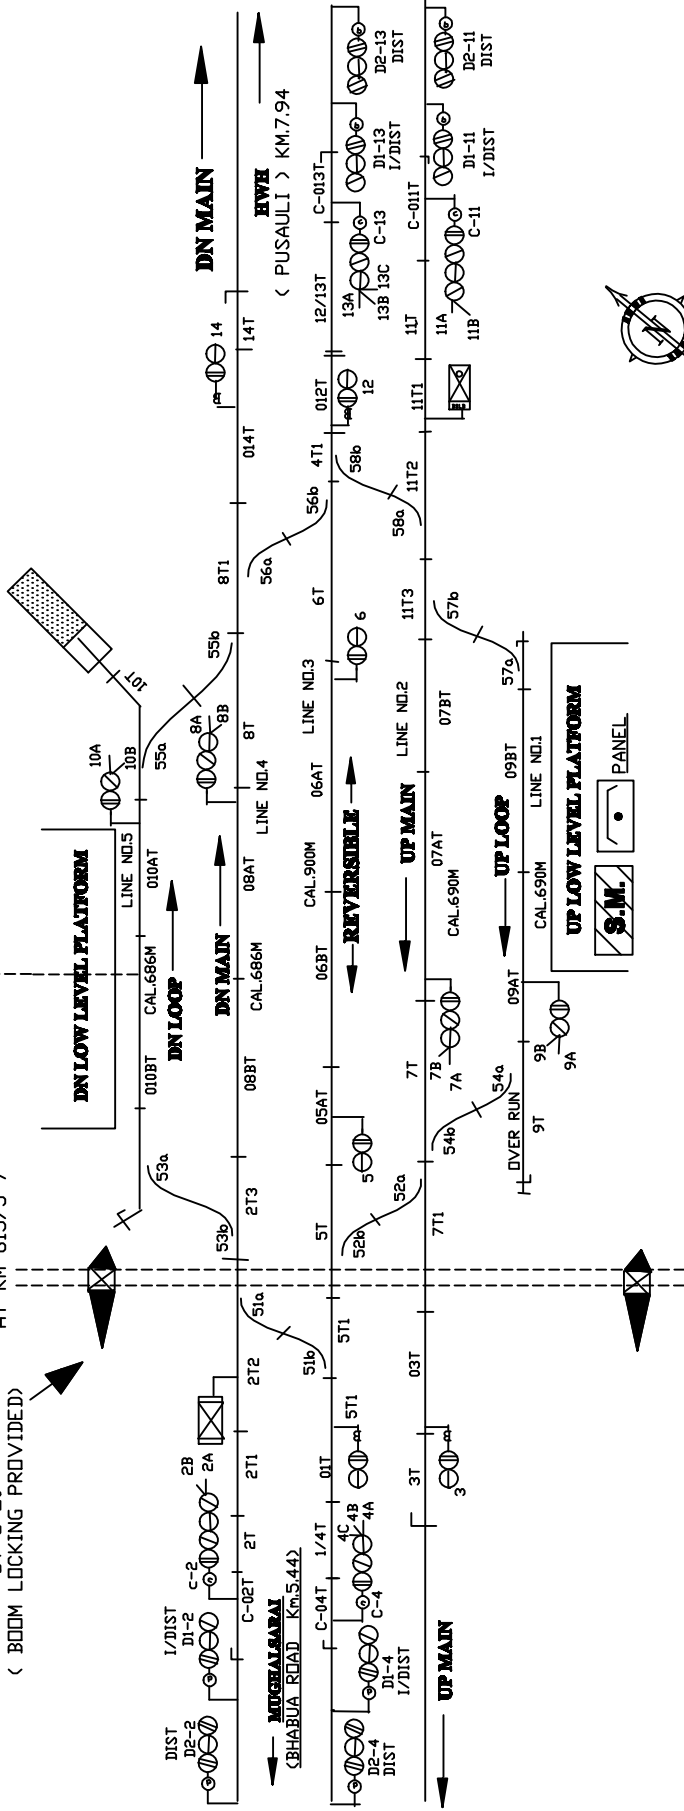 ( BOOM LOCKING PROVIDED)
DN LOW LEVEL PLATFORM
10A
10B
10T
LINE NO.5
010BT
CAL.686M
010AT
DN LOOP
53a
55a
DIST
D2-2
I/DIST
D1-2
C-2
2B
2A
8A
8B
14
DN MAIN
C-02T
2T
2T1
2T2
53b
2T3
08BT
DN MAIN
CAL.686M
08AT
LINE NO.4
8T
55b
8T1
014T
14T
HWH
( PUSAULI ) KM.7.94
MUGHALSARAI
(BHABUA ROAD Km.5.44)
51a
56a
51b
56b
C-04T
1/4T
01T
5T1
5T1
5T
05AT
06BT
CAL.900M
06AT
LINE NO.3
6T
4T1
012T
12/13T
C-013T
D2-4
DIST
D1-4
I/DIST
C-4
4C
4B
4A
52b
5
REVERSIBLE
6
58b
12
13A
13B
13C
C-13
D1-13
I/DIST
D2-13
DIST
UP MAIN
3T
03T
7T1
52a
7T
UP MAIN
07AT
CAL.690M
LINE NO.2
07BT
11T3
58a
11T2
11T1
11T
C-011T
3
54b
7B
7A
57b
11A
11B
C-11
D1-11
I/DIST
D2-11
DIST
OVER RUN
9T
54a
09AT
UP LOOP
CAL.690M
09BT
LINE NO.1
57a
9B
9A
UP LOW LEVEL PLATFORM
S.M.
PANEL
N